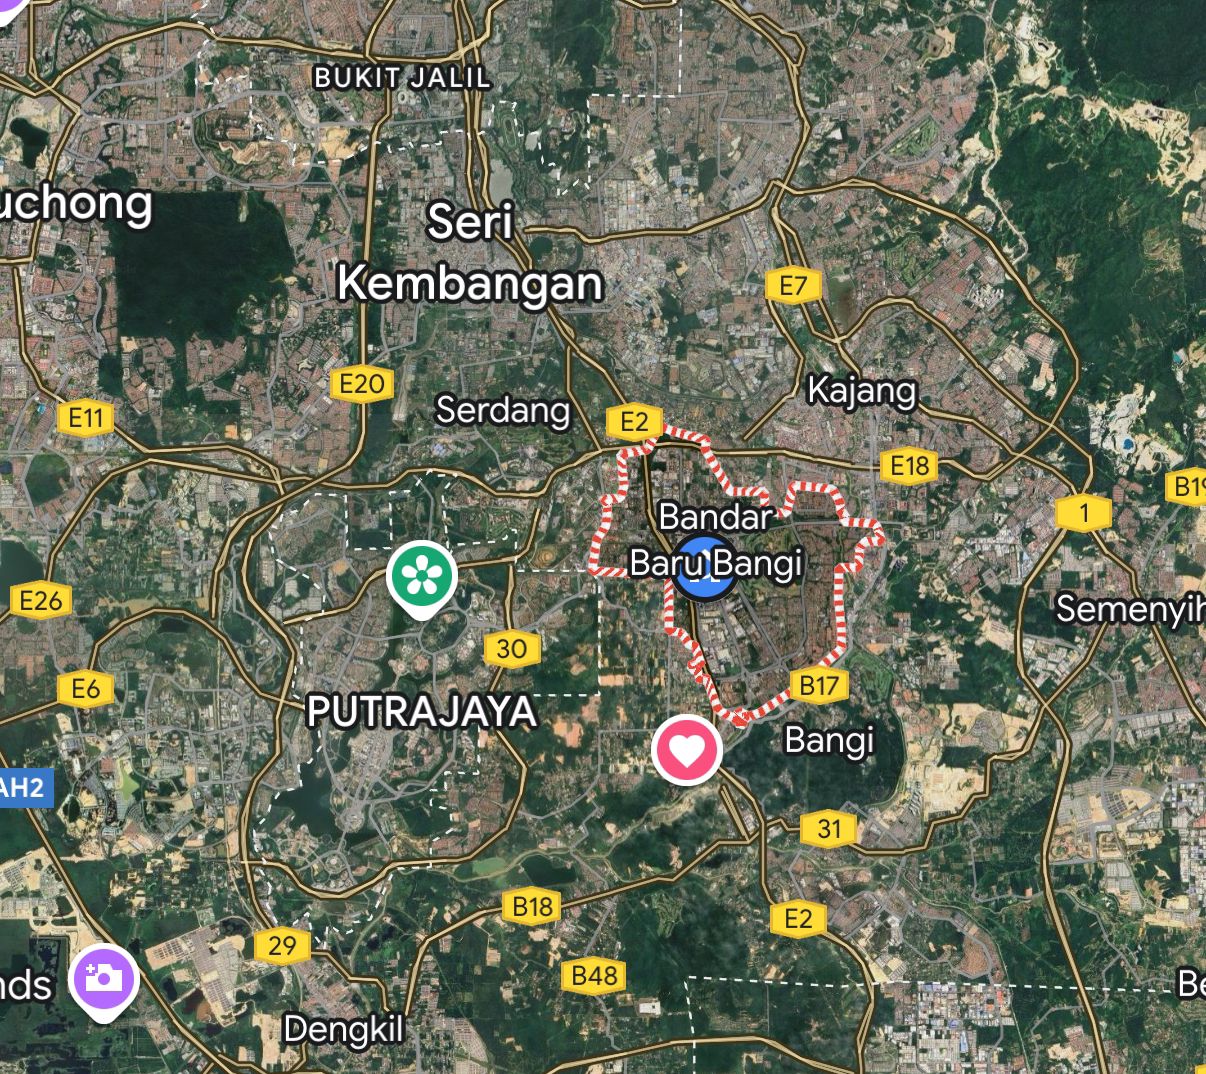 BUKIT JALIL
uchong
Seri
Kembangan
E7
E20
Kajang
Serdang
E11
E2
E18
B19
1
Bandar
Baru Bangi
E26
Semenyih
30
E6
B17
PUTRAJAYA
Bangi
AH2
31
B18
E2
29
B48
nds
Be
Dengkil